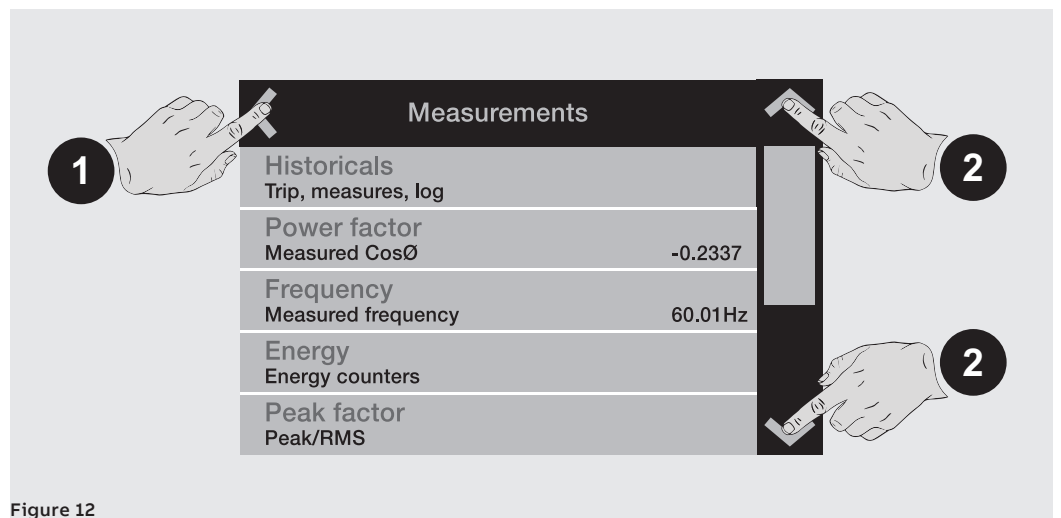 Measurements
1
2
Historicals
Trip, measures, log
Power factor
Measured CosØ -0.2337
Frequency
Measured frequency 60.01Hz
Energy
Energy counters
2
Peak factor
Peak/RMS
Figure 12